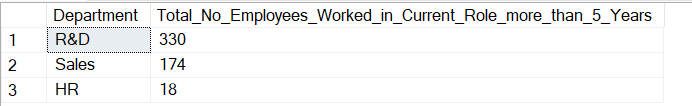 Department Total_No_Employees_Worked_in_Current_Role_more_than_5_Years
1 R&D 330
2 Sales 174
3 HR 18